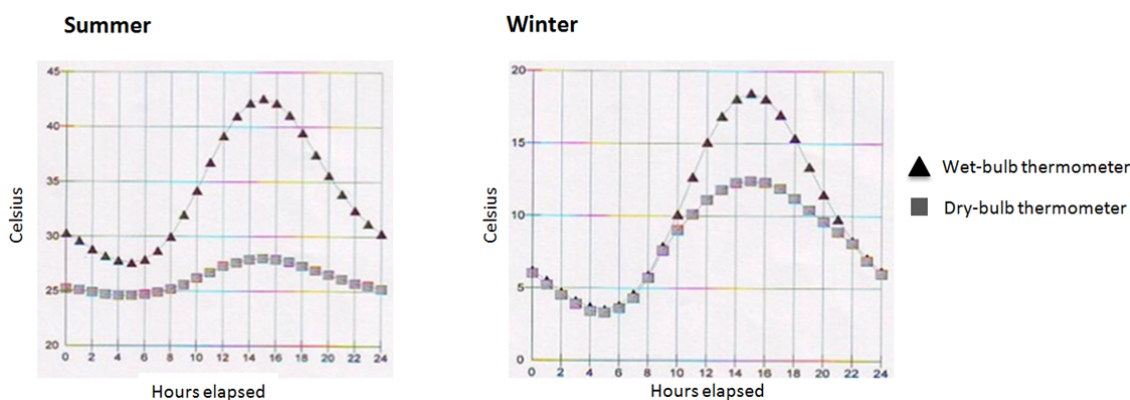 Summer
Winter
45
40
35
30
25
20
0 2 4 6 8 10 12 14 16 18 20 22 24
Celsius
Hours elapsed
20
15
10
5
0
0 2 4 6 8 10 12 14 16 18 20 22 24
Celsius
Hours elapsed
Wet-bulb thermometer
Dry-bulb thermometer